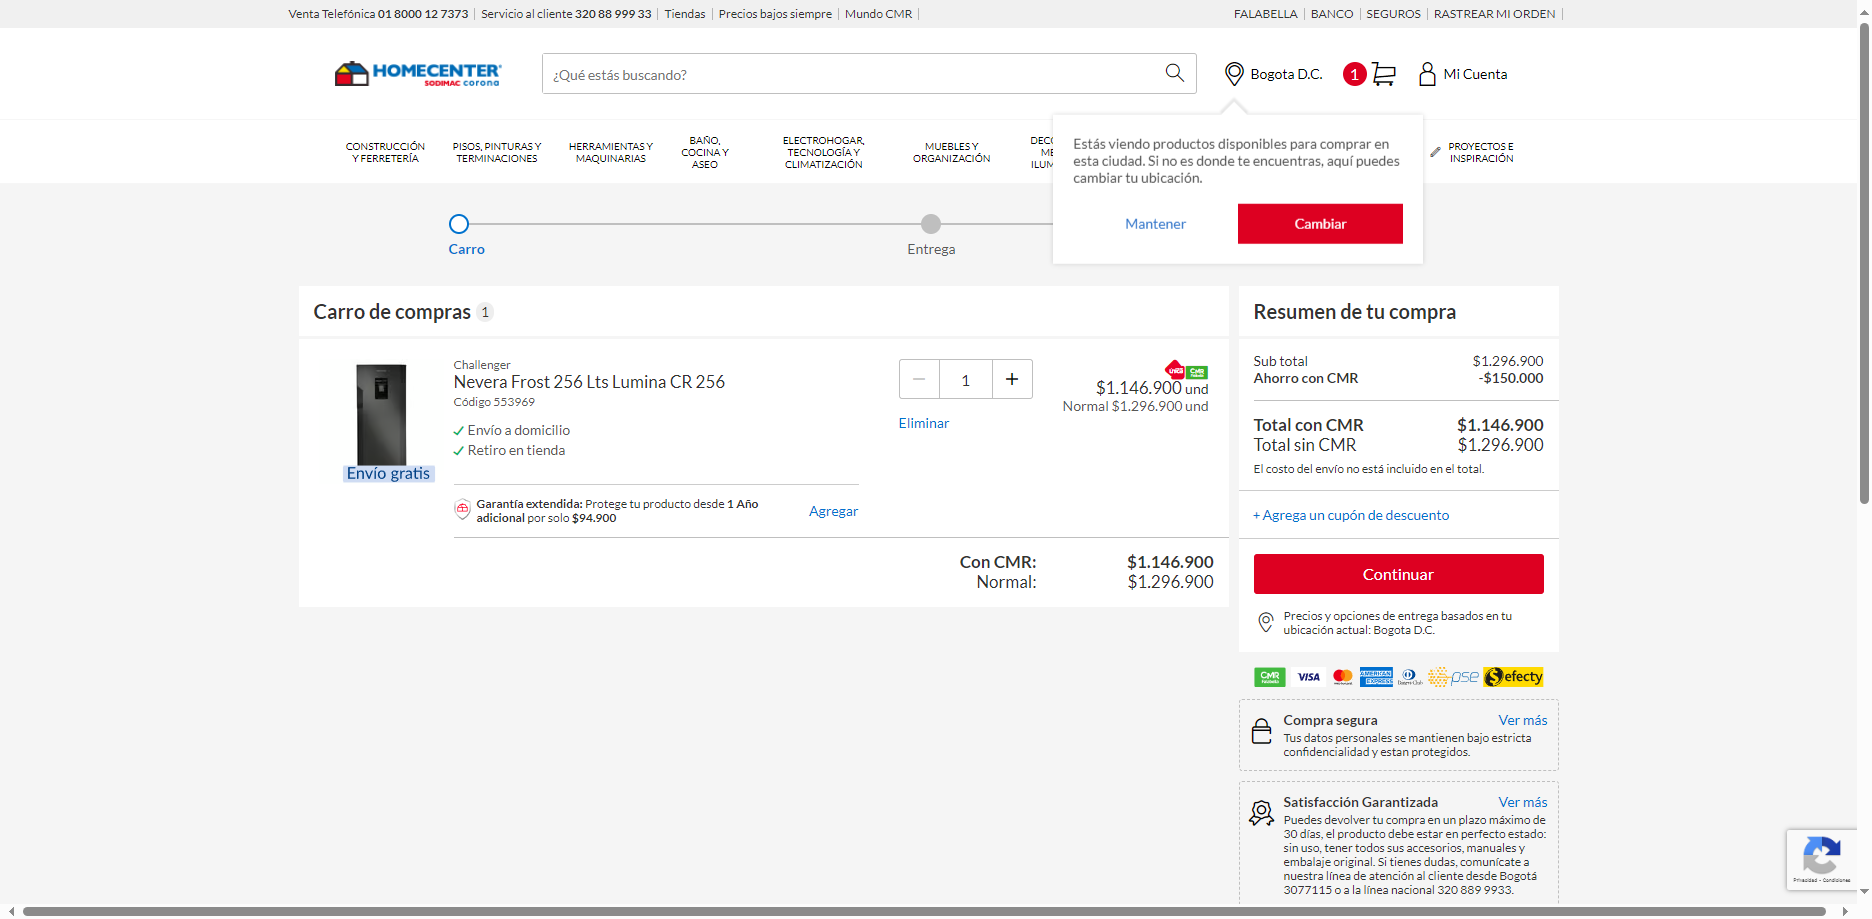 Venta Telefónica 01 8000 12 7373 Servicio al cliente 320 88 999 33 Tiendas Precios bajos siempre Mundo CMR FALABELLA BANCO SEGUROS RASTREAR MI ORDEN
HOMECENTER
SODIMAC corona
¿Qué estás buscando?
Bogota D.C.
1
Mi Cuenta
CONSTRUCCIÓN
Y FERRETERÍA
PISOS, PINTURAS Y
TERMINACIONES
HERRAMIENTAS Y
MAQUINARIAS
BAÑO,
COCINA Y
ASEO
ELECTROHOGAR,
TECNOLOGÍA Y
CLIMATIZACIÓN
MUEBLES Y
ORGANIZACIÓN
PROYECTOS E
INSPIRACIÓN
Estás viendo productos disponibles para comprar en
esta ciudad. Si no es donde te encuentras, aquí puedes
cambiar tu ubicación.
Mantener
Cambiar
Carro
Entrega
Carro de compras 1
Challenger
Nevera Frost 256 Lts Lumina CR 256
Código 553969
Envío a domicilio
Retiro en tienda
Envío gratis
1
Eliminar
$1.146.900 und
Normal $1.296.900 und
Garantía extendida: Protege tu producto desde 1 Año
adicional por solo $94.900
Agregar
Con CMR: $1.146.900
Normal: $1.296.900
Resumen de tu compra
Sub total $1.296.900
Ahorro con CMR -$150.000
Total con CMR $1.146.900
Total sin CMR $1.296.900
El costo del envío no está incluido en el total.
+ Agrega un cupón de descuento
Continuar
Precios y opciones de entrega basados en tu
ubicación actual: Bogota D.C.
CMR VISA AMERICAN EXPRESS pse efecty
Compra segura Ver más
Tus datos personales se mantienen bajo estricta
confidencialidad y estan protegidos.
Satisfacción Garantizada Ver más
Puedes devolver tu compra en un plazo máximo de
30 días, el producto debe estar en perfecto estado:
sin uso, tener todos sus accesorios, manuales y
embalaje original. Si tienes dudas, comunícate a
nuestra línea de atención al cliente desde Bogotá
3077115 o a la línea nacional 320 889 9933.
Privacidad - Condiciones